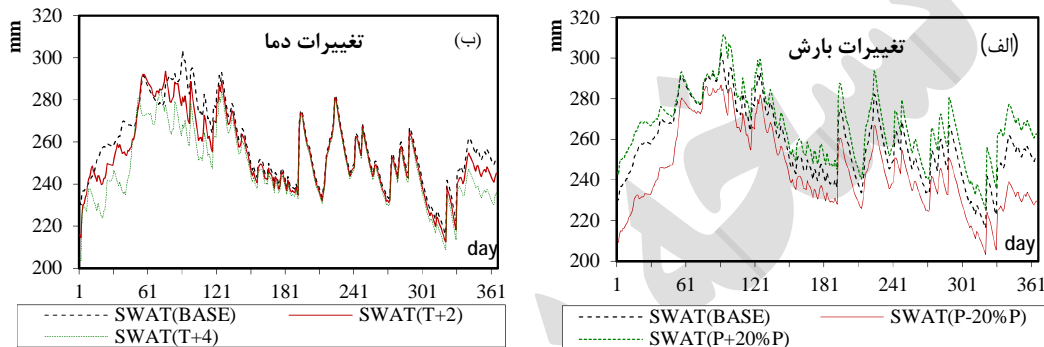 mm
تغییرات دما
(ب)
320
300
280
260
240
220
200
day
1 61 121 181 241 301 361
SWAT(BASE) SWAT(T+2)
SWAT(T+4)
mm
تغییرات بارش
(الف)
320
300
280
260
240
220
200
day
1 61 121 181 241 301 361
SWAT(BASE) SWAT(P-20%P)
SWAT(P+20%P)